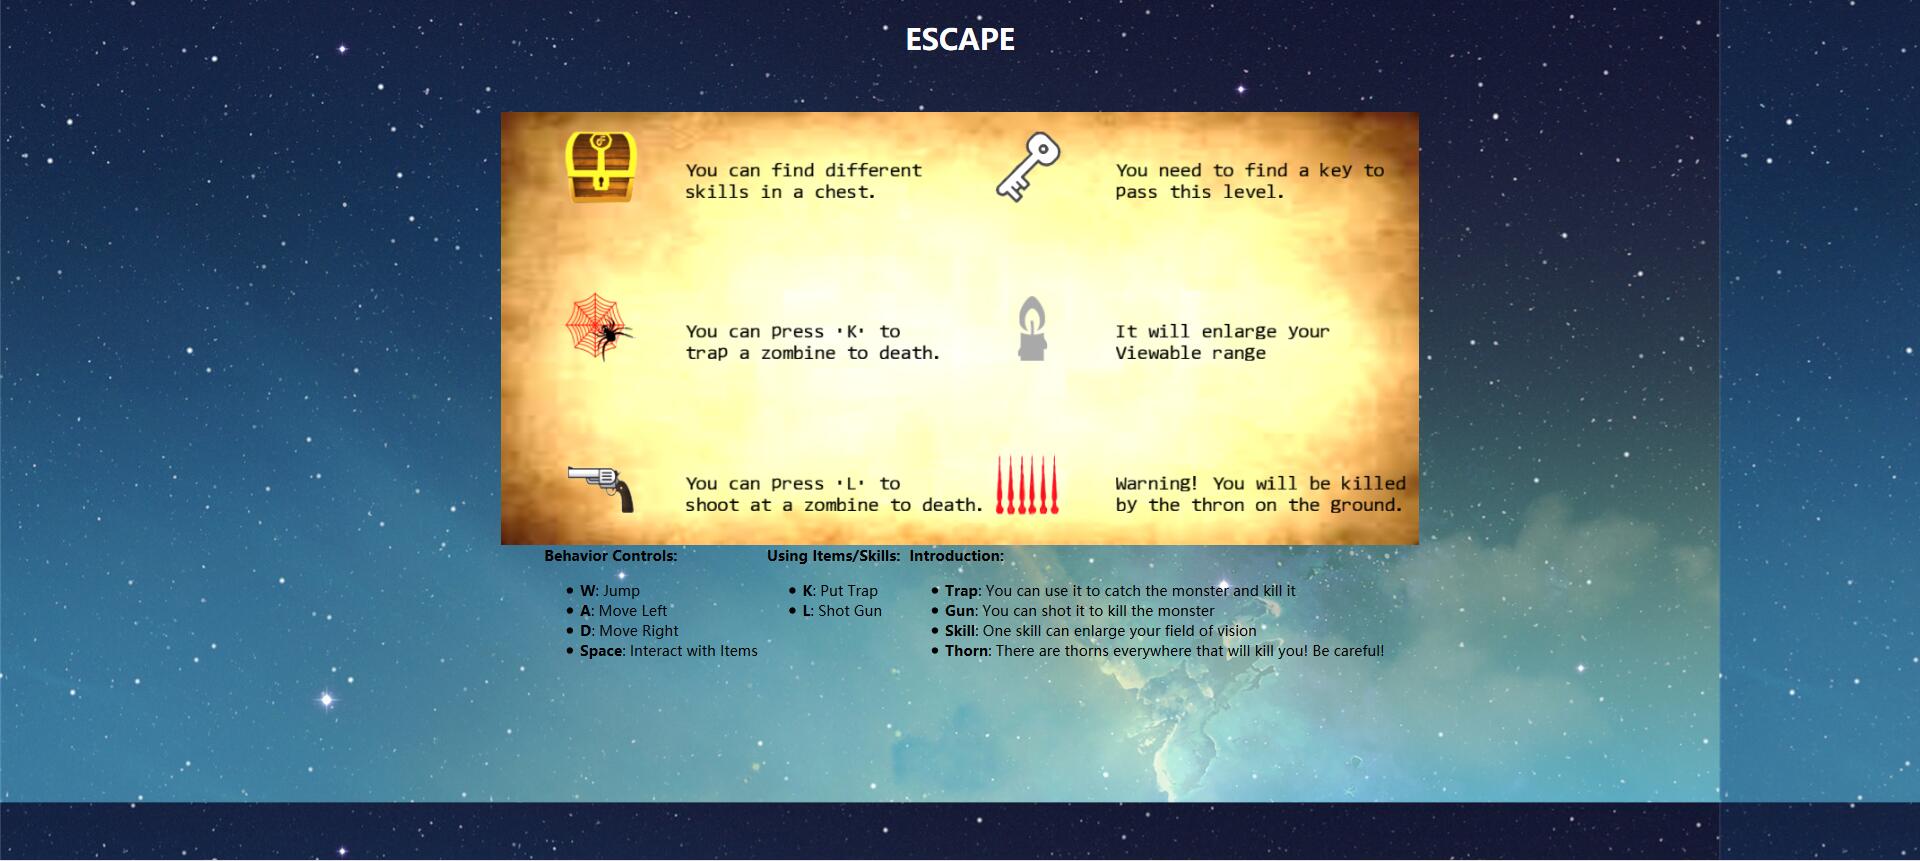 ESCAPE
You can find different
skills in a chest.
You need to find a key to
pass this level.
You can press 'K' to
trap a zombine to death.
It will enlarge your
Viewable range
You can press 'L' to
shoot at a zombine to death.
Warning! You will be killed
by the thron on the ground.
Behavior Controls:
W: Jump
A: Move Left
D: Move Right
Space: Interact with Items
Using Items/Skills:
K: Put Trap
L: Shot Gun
Introduction:
Trap: You can use it to catch the monster and kill it
Gun: You can shot it to kill the monster
Skill: One skill can enlarge your field of vision
Thorn: There are thorns everywhere that will kill you! Be careful!